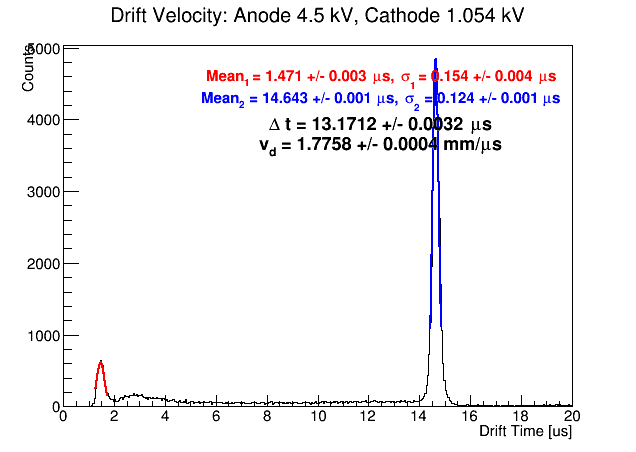 Drift Velocity: Anode 4.5 kV, Cathode 1.054 kV
Counts
5000
4000
3000
2000
1000
0
Mean1 = 1.471 +/- 0.003 μs, σ1 = 0.154 +/- 0.004 μs
Mean2 = 14.643 +/- 0.001 μs, σ2 = 0.124 +/- 0.001 μs
Δ t = 13.1712 +/- 0.0032 μs
vd = 1.7758 +/- 0.0004 mm/μs
0 2 4 6 8 10 12 14 16 18 20
Drift Time [us]